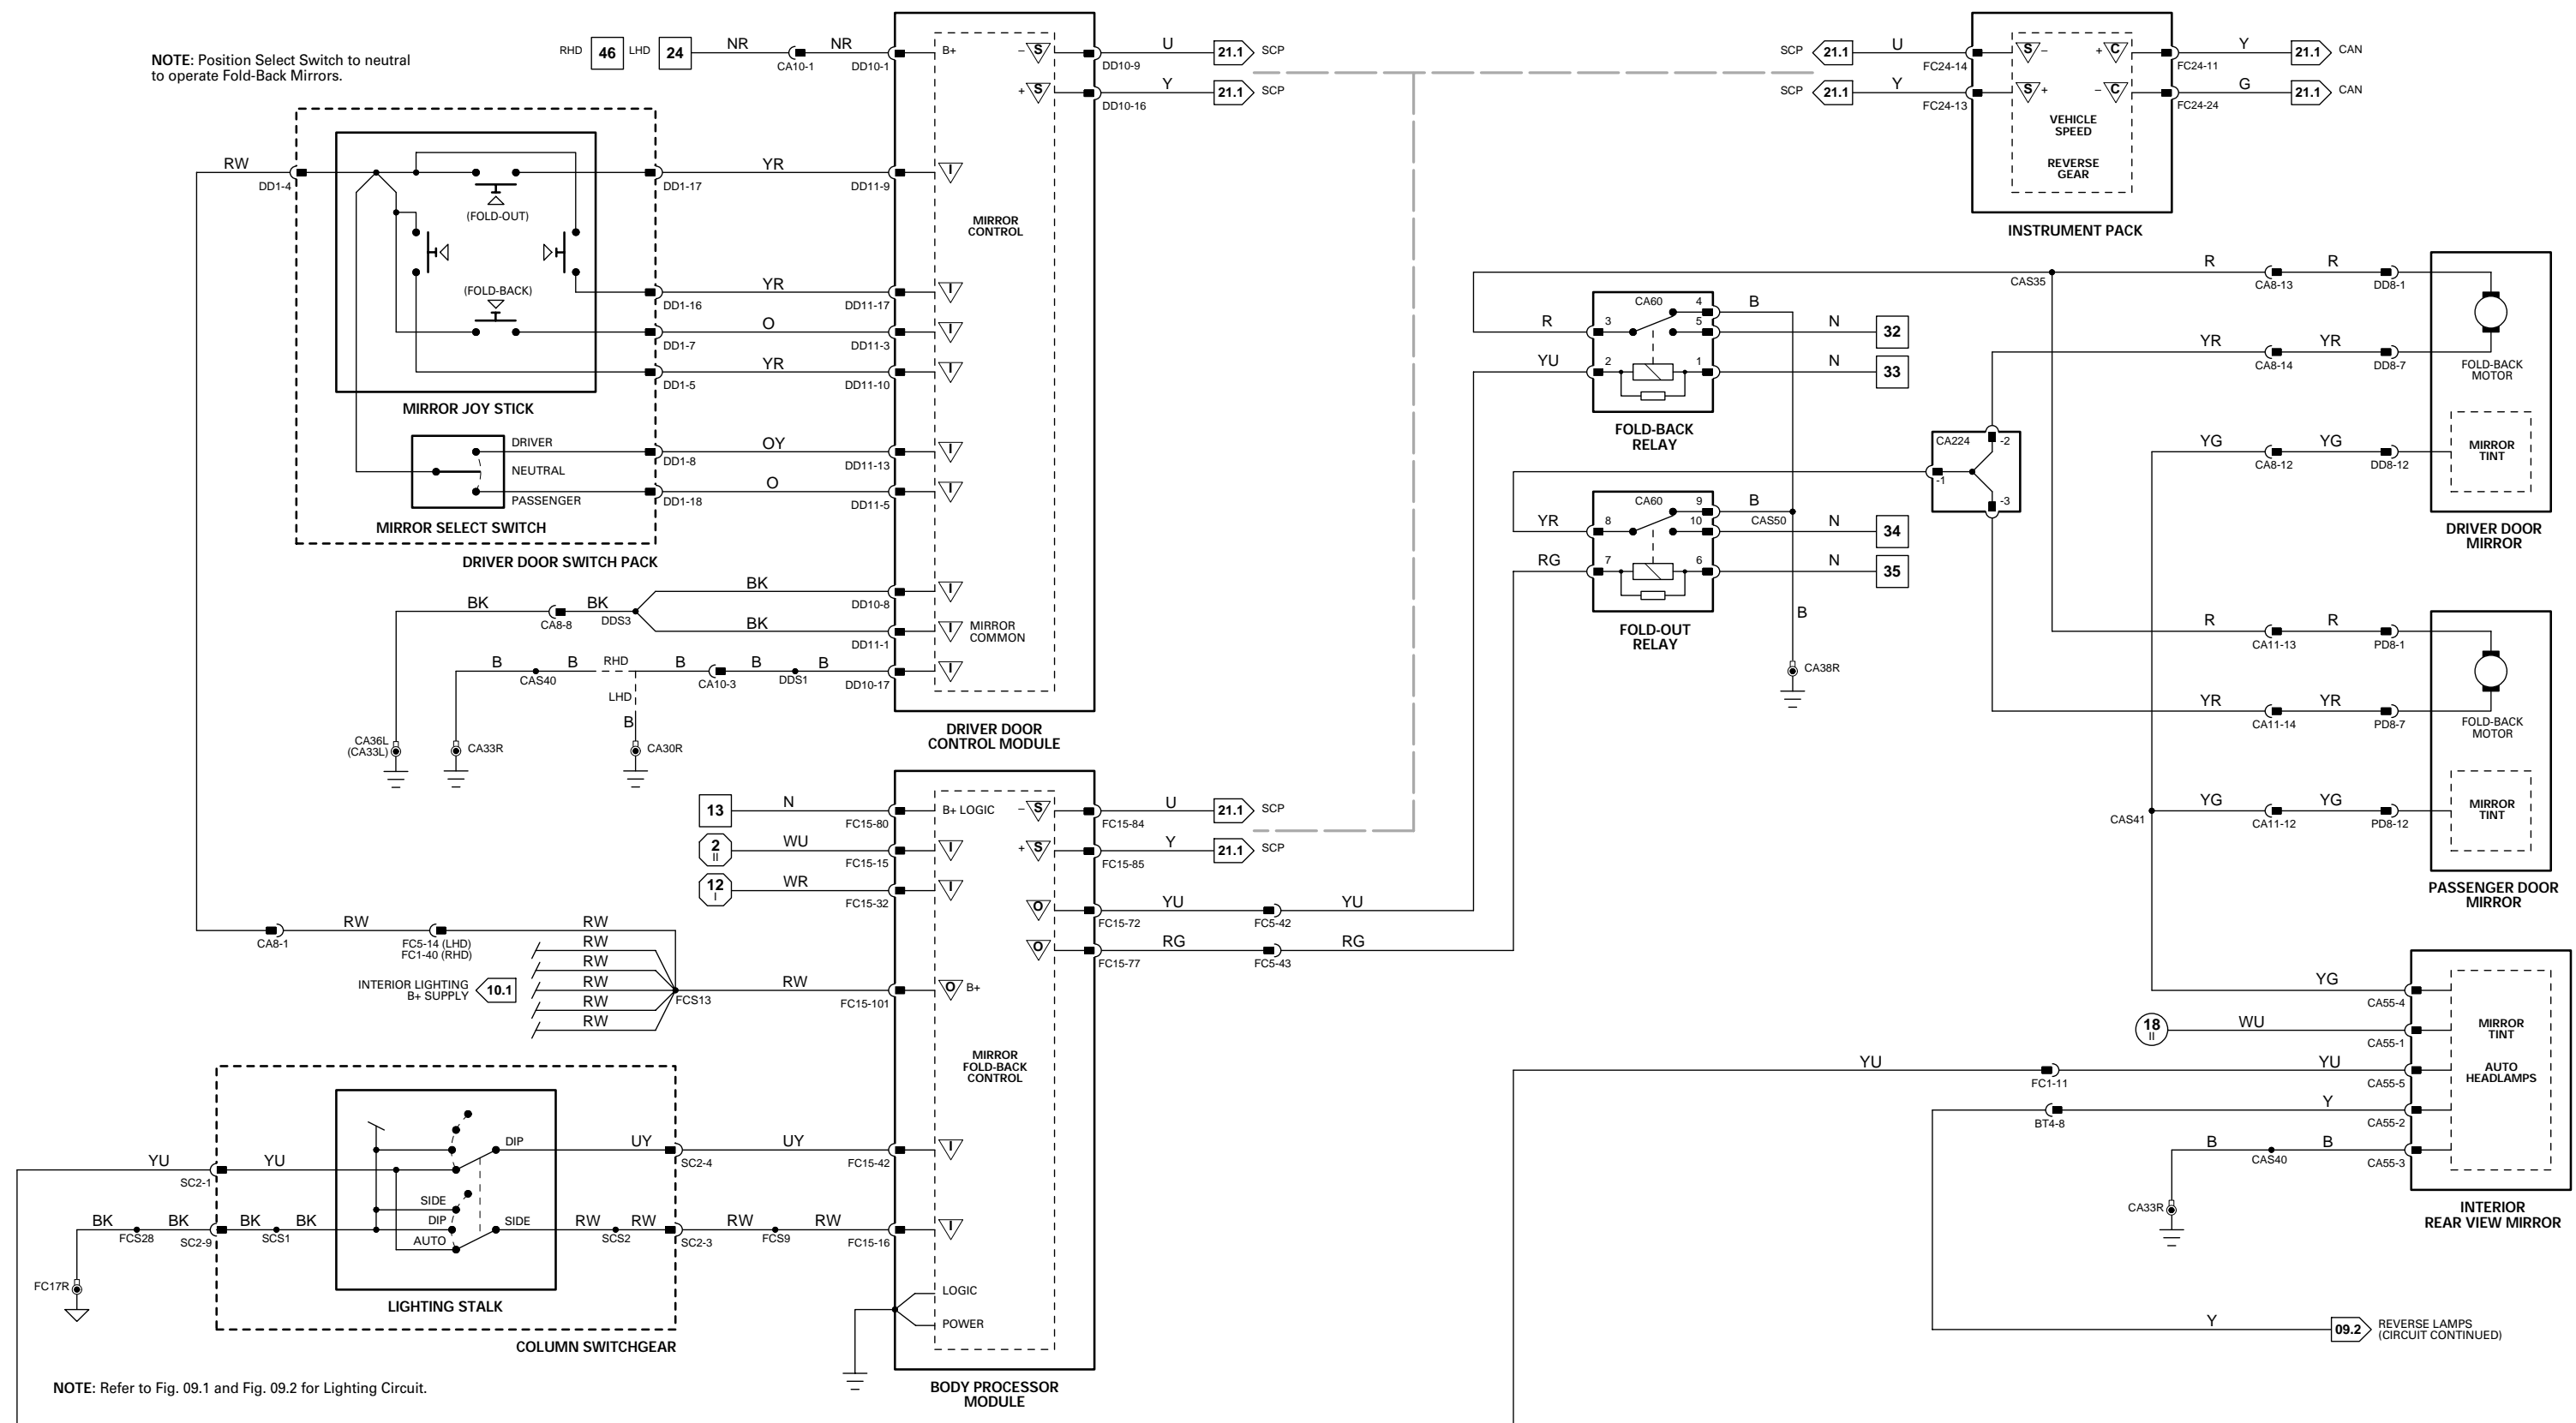 NOTE: Position Select Switch to neutral
to operate Fold-Back Mirrors.
RHD 46 LHD 24 NR CA10-1 NR DD10-1
B+
MIRROR
CONTROL
– S DD10-9 U 21.1 SCP
+ S DD10-16 Y 21.1 SCP
RW DD1-4
(FOLD-OUT)
(FOLD-BACK)
MIRROR JOY STICK
DD1-17 YR DD11-9 I
DD1-16 YR DD11-17 I
DD1-7 O DD11-3 I
DD1-5 YR DD11-10 I
DRIVER
NEUTRAL
PASSENGER
MIRROR SELECT SWITCH
DD1-8 OY DD11-13 I
DD1-18 O DD11-5 I
DRIVER DOOR SWITCH PACK
BK CA8-8 BK DDS3
BK DD10-8 I
BK DD11-1 I
MIRROR
COMMON
B CAS40 B RHD B CA10-3 B DDS1 B DD10-17 I
LHD
B
CA36L
(CA33L)
CA33R
CA30R
DRIVER DOOR
CONTROL MODULE
SCP 21.1 U FC24-14 S –
SCP 21.1 Y FC24-13 S +
+ C FC24-11 Y 21.1 CAN
– C FC24-24 G 21.1 CAN
VEHICLE
SPEED
REVERSE
GEAR
INSTRUMENT PACK
CA60
R 3 4 B
5 N 32
YU 2 1 N 33
FOLD-BACK
RELAY
CA60
YR 8 9 B CAS50
10 N 34
RG 7 6 N 35
FOLD-OUT
RELAY
B
CA38R
CAS35
CA224
-1
-2
-3
R CA8-13 R DD8-1
YR CA8-14 YR DD8-7
FOLD-BACK
MOTOR
YG CA8-12 YG DD8-12
MIRROR
TINT
DRIVER DOOR
MIRROR
R CA11-13 R PD8-1
YR CA11-14 YR PD8-7
FOLD-BACK
MOTOR
CAS41
YG CA11-12 YG PD8-12
MIRROR
TINT
PASSENGER DOOR
MIRROR
13 N FC15-80 B+ LOGIC
2 II WU FC15-15 I
12 I WR FC15-32 I
– S FC15-84 U 21.1 SCP
+ S FC15-85 Y 21.1 SCP
O FC15-72 YU FC5-42 YU
O FC15-77 RG FC5-43 RG
CA8-1 RW FC5-14 (LHD)
FC1-40 (RHD)
RW
RW
RW
RW
RW
RW
INTERIOR LIGHTING
B+ SUPPLY
10.1
FCS13 RW FC15-101 O B+
MIRROR
FOLD-BACK
CONTROL
YU SC2-1 YU
DIP UY SC2-4 UY FC15-42 I
SIDE
DIP
AUTO
SIDE
BK FCS28 BK SC2-9 BK SCS1 BK
RW SCS2 RW SC2-3 RW FCS9 RW FC15-16 I
FC17R
LIGHTING STALK
COLUMN SWITCHGEAR
LOGIC
POWER
BODY PROCESSOR
MODULE
YG CA55-4
18 II WU CA55-1
YU FC1-11 YU CA55-5
BT4-8 Y CA55-2
B CAS40 B CA55-3
CA33R
MIRROR
TINT
AUTO
HEADLAMPS
INTERIOR
REAR VIEW MIRROR
Y 09.2 REVERSE LAMPS
(CIRCUIT CONTINUED)
NOTE: Refer to Fig. 09.1 and Fig. 09.2 for Lighting Circuit.